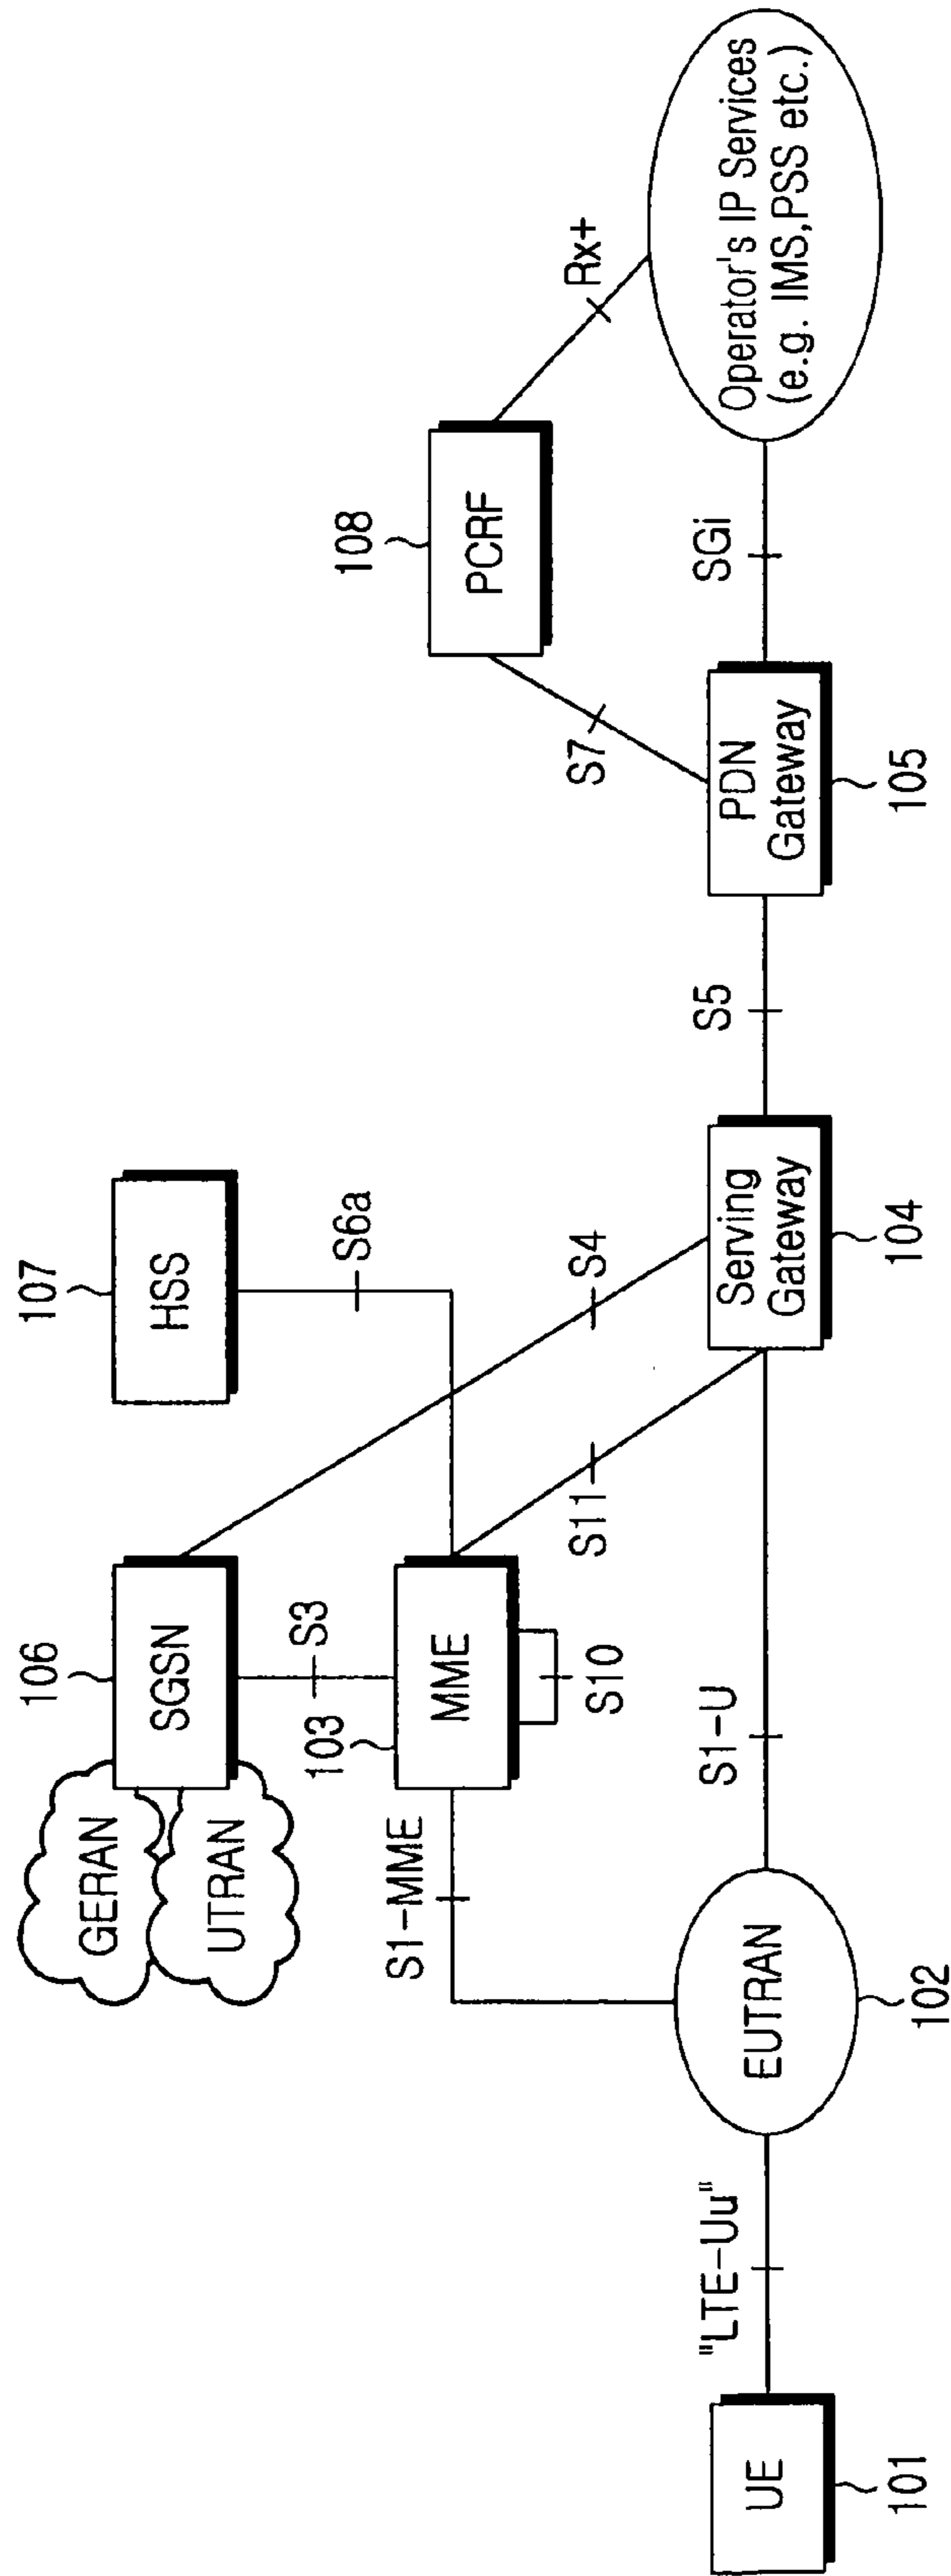 107
HSS
S6a
106
SGSN
S3
GERAN
UTRAN
S4
108
PCRF
Rx+
103
MME
S10
S1-MME
S11
S7
"LTE-Uu"
S1-U
S5
SGi
UE
101
EUTRAN
102
Serving
Gateway
104
PDN
Gateway
105
Operator's IP Services
(e.g. IMS,PSS etc.)